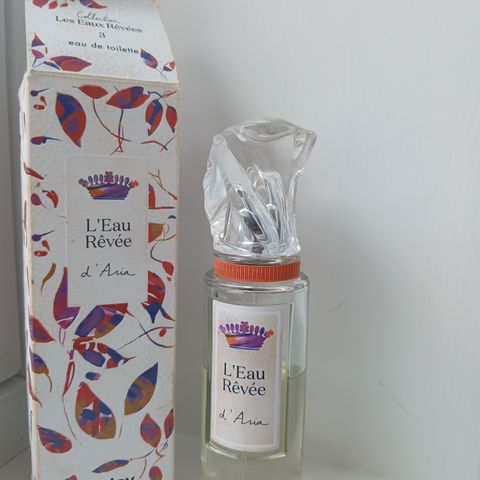 Collection
Les Eaux Rêvées
3
eau de toilette
L'Eau
Rêvée
d'Aria
L'Eau
Rêvée
d'Aria